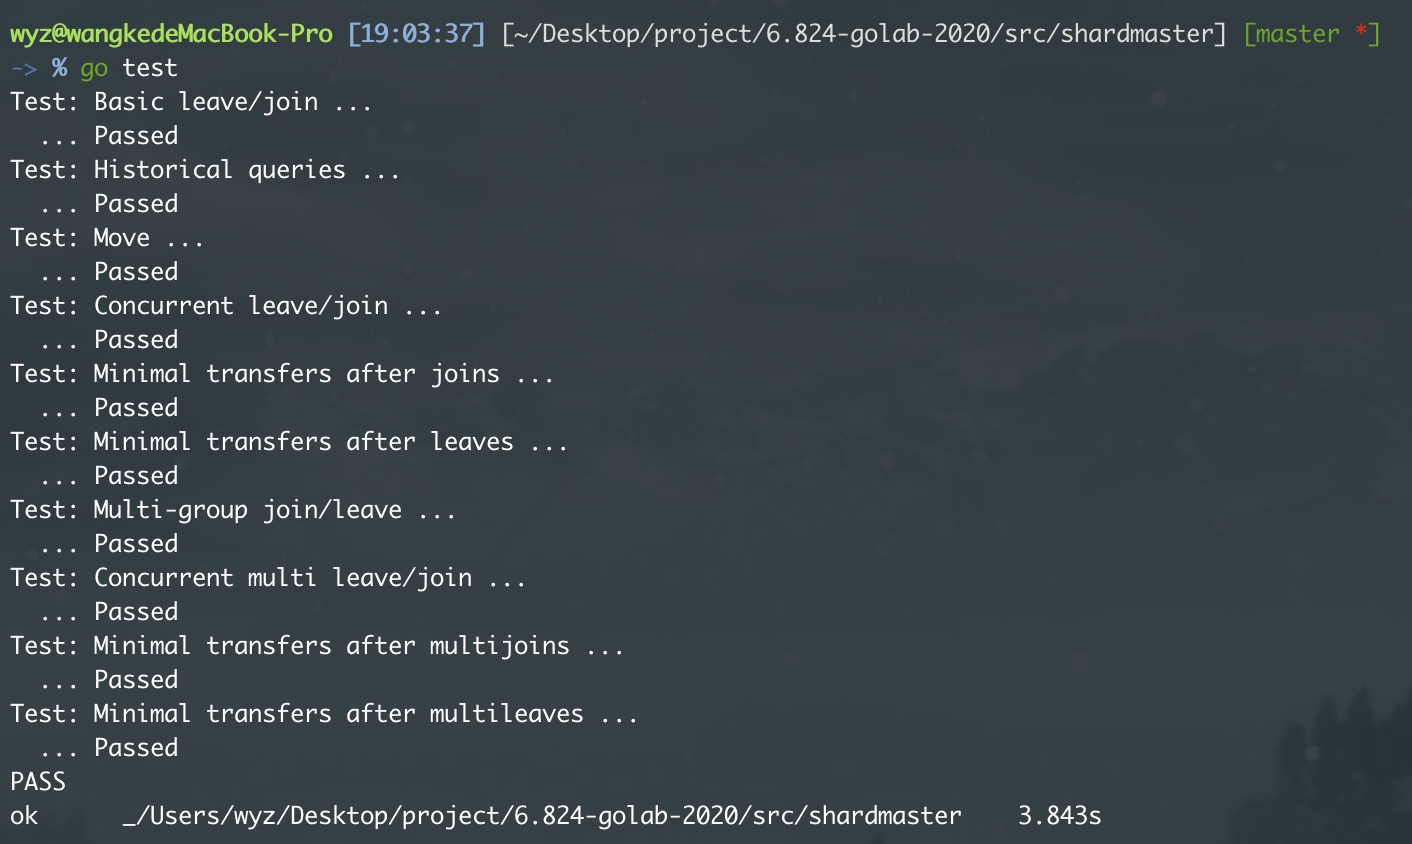 wyz@wangkedeMacBook-Pro [19:03:37] [~/Desktop/project/6.824-golab-2020/src/shardmaster] [master *]
-> % go test
Test: Basic leave/join ...
  ... Passed
Test: Historical queries ...
  ... Passed
Test: Move ...
  ... Passed
Test: Concurrent leave/join ...
  ... Passed
Test: Minimal transfers after joins ...
  ... Passed
Test: Minimal transfers after leaves ...
  ... Passed
Test: Multi-group join/leave ...
  ... Passed
Test: Concurrent multi leave/join ...
  ... Passed
Test: Minimal transfers after multijoins ...
  ... Passed
Test: Minimal transfers after multileaves ...
  ... Passed
PASS
ok      _/Users/wyz/Desktop/project/6.824-golab-2020/src/shardmaster    3.843s